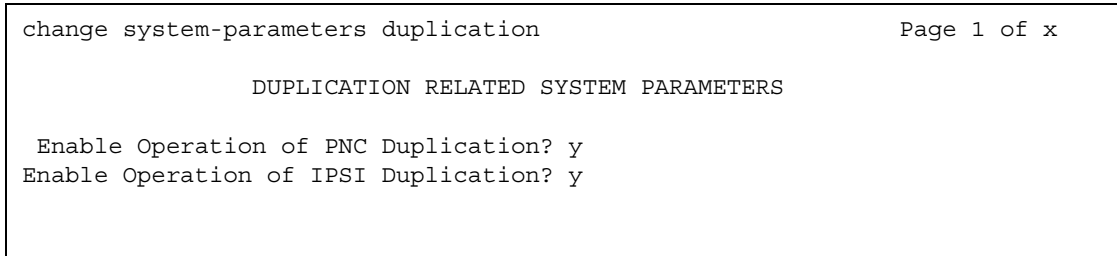 change system-parameters duplication Page 1 of x
DUPLICATION RELATED SYSTEM PARAMETERS
Enable Operation of PNC Duplication? y
Enable Operation of IPSI Duplication? y